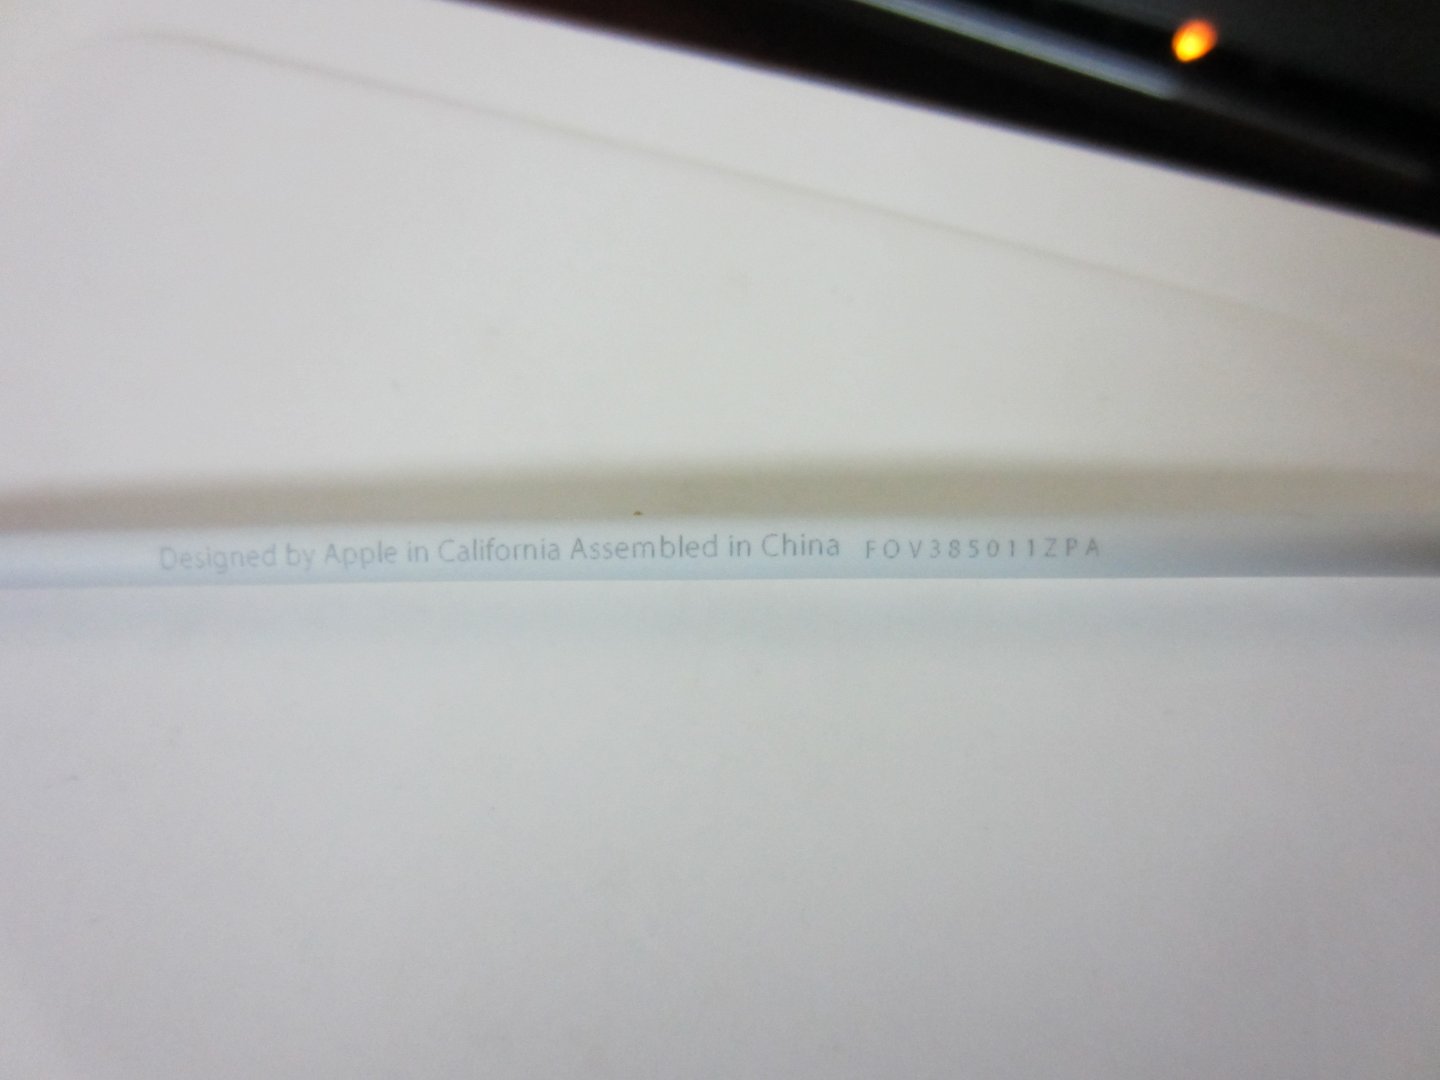 Designed by Apple in California Assembled in China FOV385011ZPA